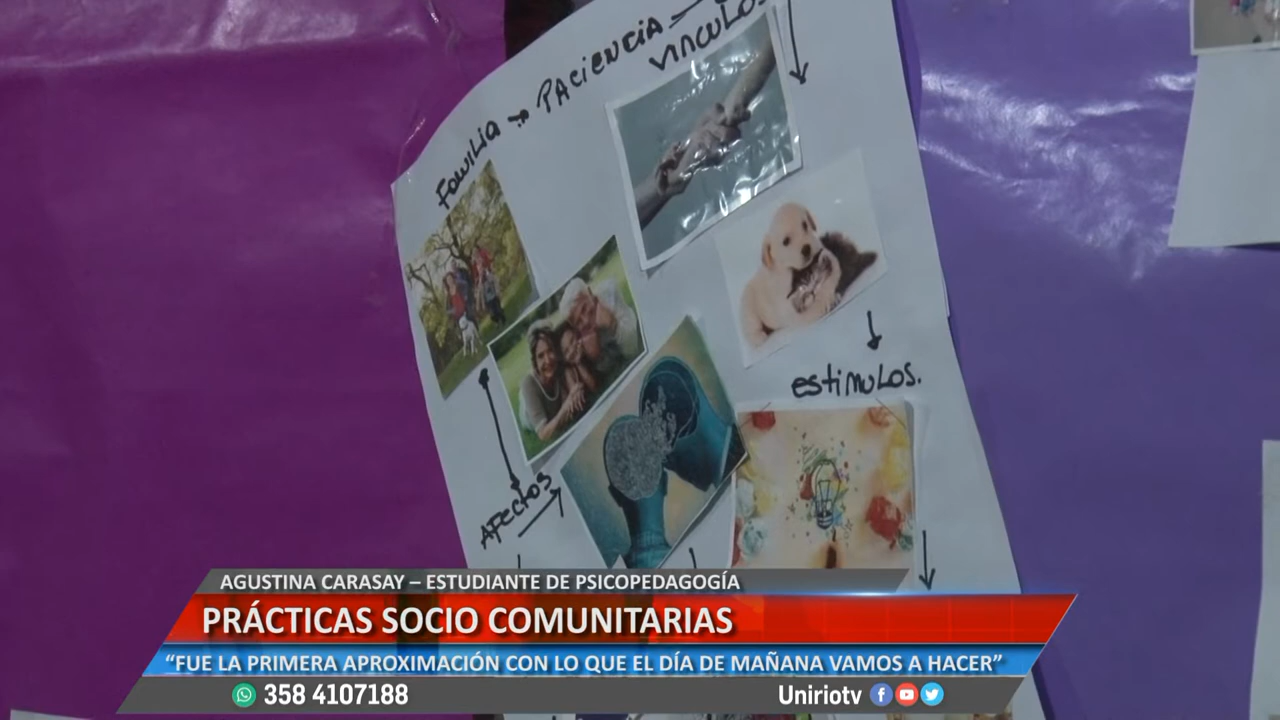 FAMILIA → PACIENCIA →
VINCULOS.
estimulos.
AFectos
AGUSTINA CARASAY – ESTUDIANTE DE PSICOPEDAGOGÍA
PRÁCTICAS SOCIO COMUNITARIAS
“FUE LA PRIMERA APROXIMACIÓN CON LO QUE EL DÍA DE MAÑANA VAMOS A HACER”
358 4107188
Uniriotv